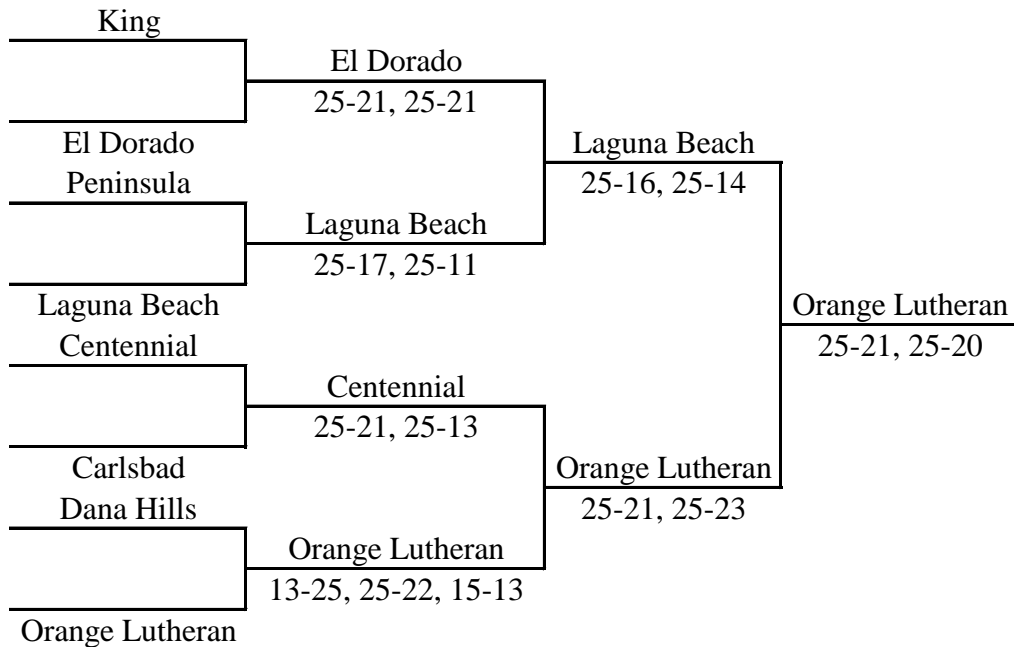 King
El Dorado
25-21, 25-21
El Dorado
Laguna Beach
Peninsula
25-16, 25-14
Laguna Beach
25-17, 25-11
Laguna Beach
Orange Lutheran
Centennial
25-21, 25-20
Centennial
25-21, 25-13
Carlsbad
Orange Lutheran
Dana Hills
25-21, 25-23
Orange Lutheran
13-25, 25-22, 15-13
Orange Lutheran